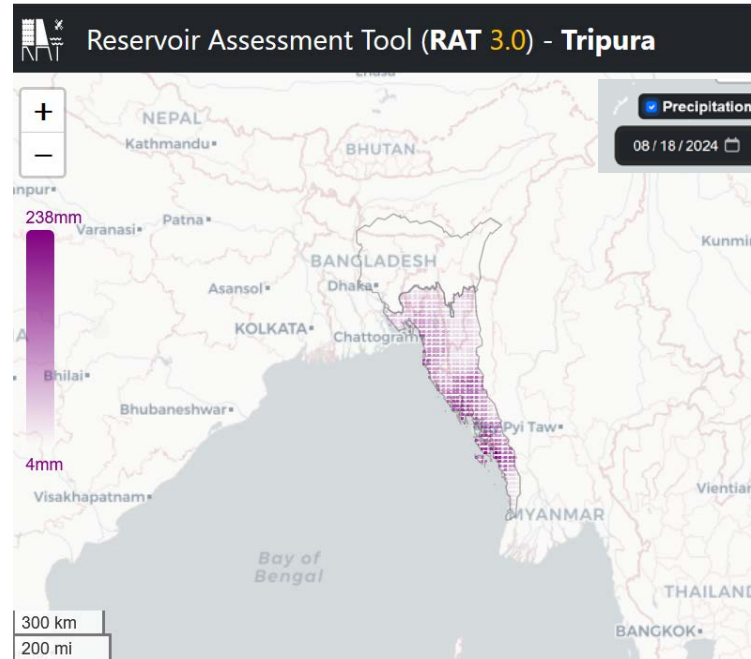 Reservoir Assessment Tool (RAT 3.0) - Tripura
+
−
Precipitation
08/18/2024
NEPAL
Kathmandu
BHUTAN
238mm
Varanasi
Patna
Kunmi
BANGLADESH
Asansol
Dhaka
KOLKATA
Chattogram
Bhilai
Bhubaneshwar
Pyi Taw
4mm
Visakhapatnam
Vientian
MYANMAR
Bay of
Bengal
THAILAND
300 km
BANGKOK
200 mi